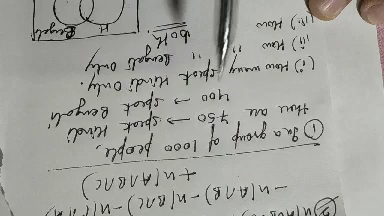 - n(A∩B) - n(B∩C) -
+ n(A∩B∩C)
① In a group of 1000 people,
there are 750 → speak Hindi
400 → speak Bengali
(i) How many speak Hindi Only.
(ii) How " " Bengali Only
(iii) How " " both
H
Bengali